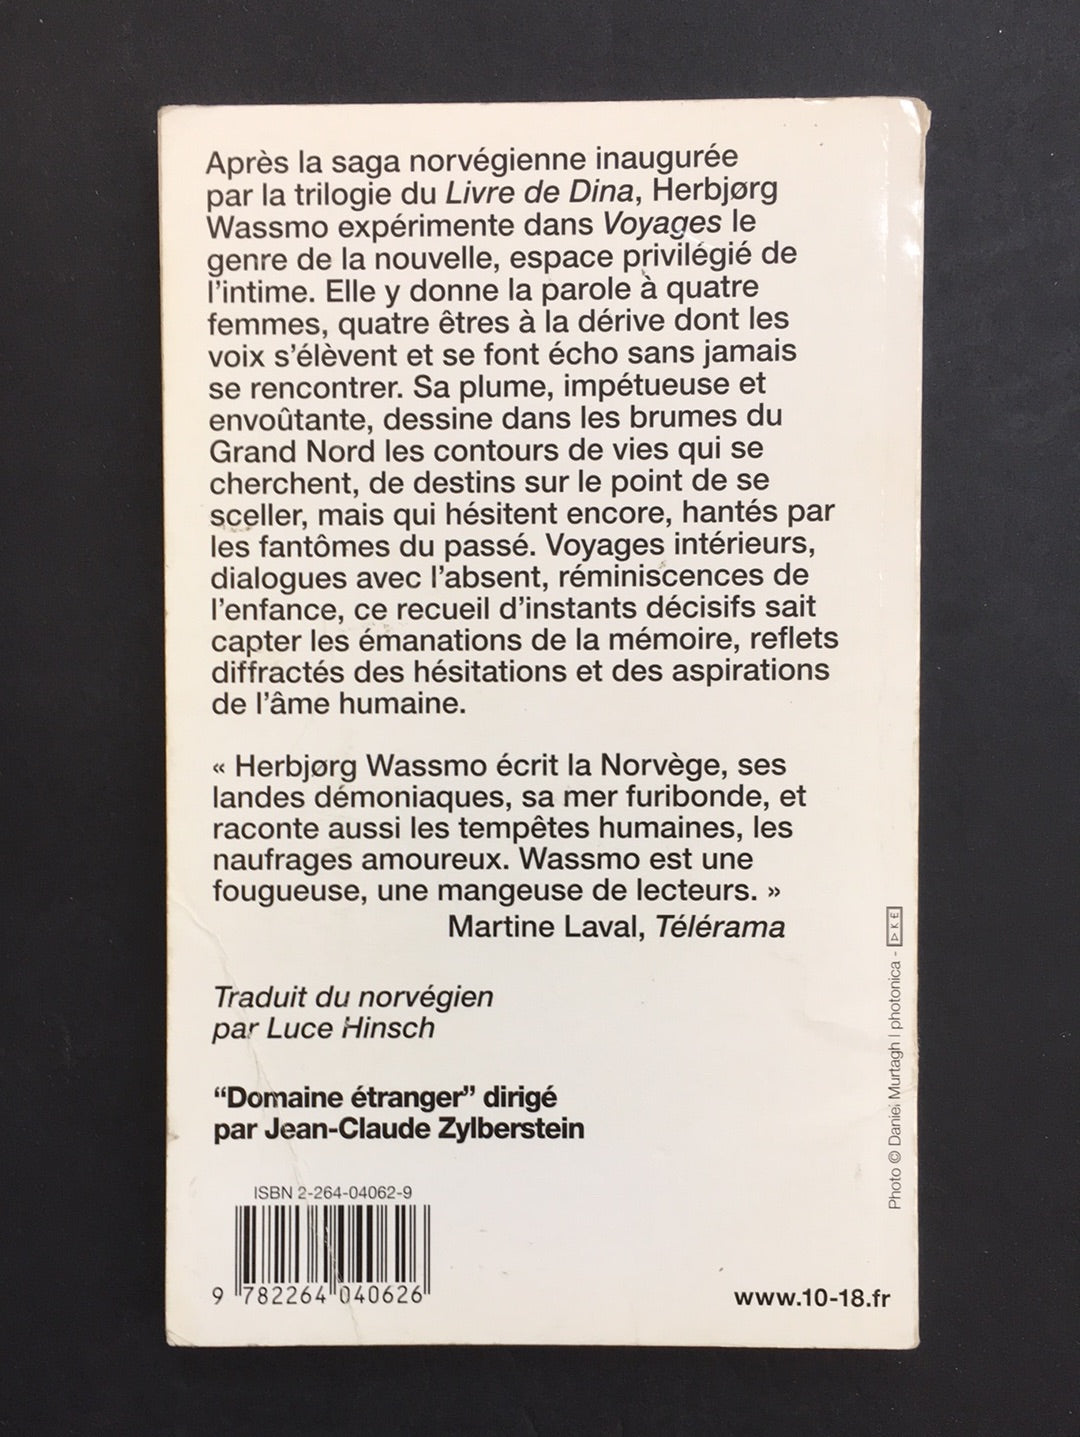 Après la saga norvégienne inaugurée
par la trilogie du Livre de Dina, Herbjørg
Wassmo expérimente dans Voyages le
genre de la nouvelle, espace privilégié de
l'intime. Elle y donne la parole à quatre
femmes, quatre êtres à la dérive dont les
voix s'élèvent et se font écho sans jamais
se rencontrer. Sa plume, impétueuse et
envoûtante, dessine dans les brumes du
Grand Nord les contours de vies qui se
cherchent, de destins sur le point de se
sceller, mais qui hésitent encore, hantés par
les fantômes du passé. Voyages intérieurs,
dialogues avec l'absent, réminiscences de
l'enfance, ce recueil d'instants décisifs sait
capter les émanations de la mémoire, reflets
diffractés des hésitations et des aspirations
de l'âme humaine.
« Herbjørg Wassmo écrit la Norvège, ses
landes démoniaques, sa mer furibonde, et
raconte aussi les tempêtes humaines, les
naufrages amoureux. Wassmo est une
fougueuse, une mangeuse de lecteurs. »
Martine Laval, Télérama
Traduit du norvégien
par Luce Hinsch
“Domaine étranger” dirigé
par Jean-Claude Zylberstein
ISBN 2-264-04062-9
9 782264 040626
www.10-18.fr
Photo © Daniel Murtagh | photonica -